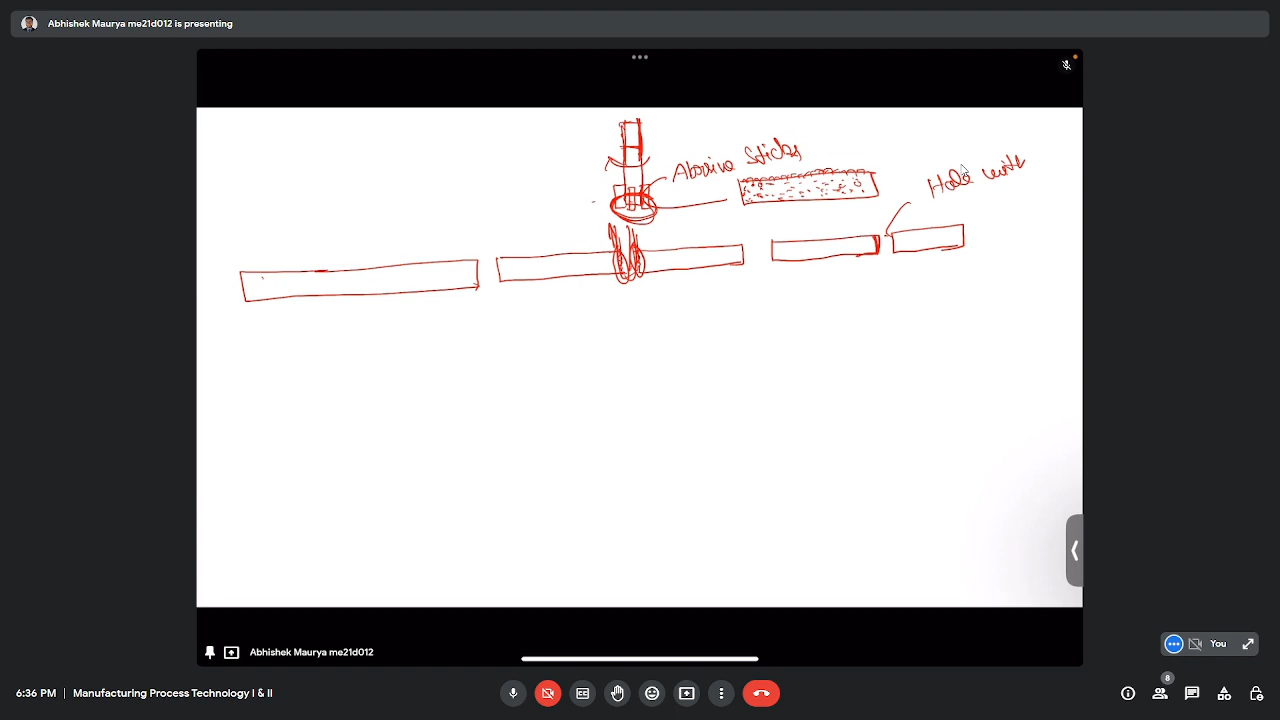 Abhishek Maurya me21d012 is presenting
Abrasive Sticks
Hole with
Abhishek Maurya me21d012
You
8
6:36 PM | Manufacturing Process Technology I & II